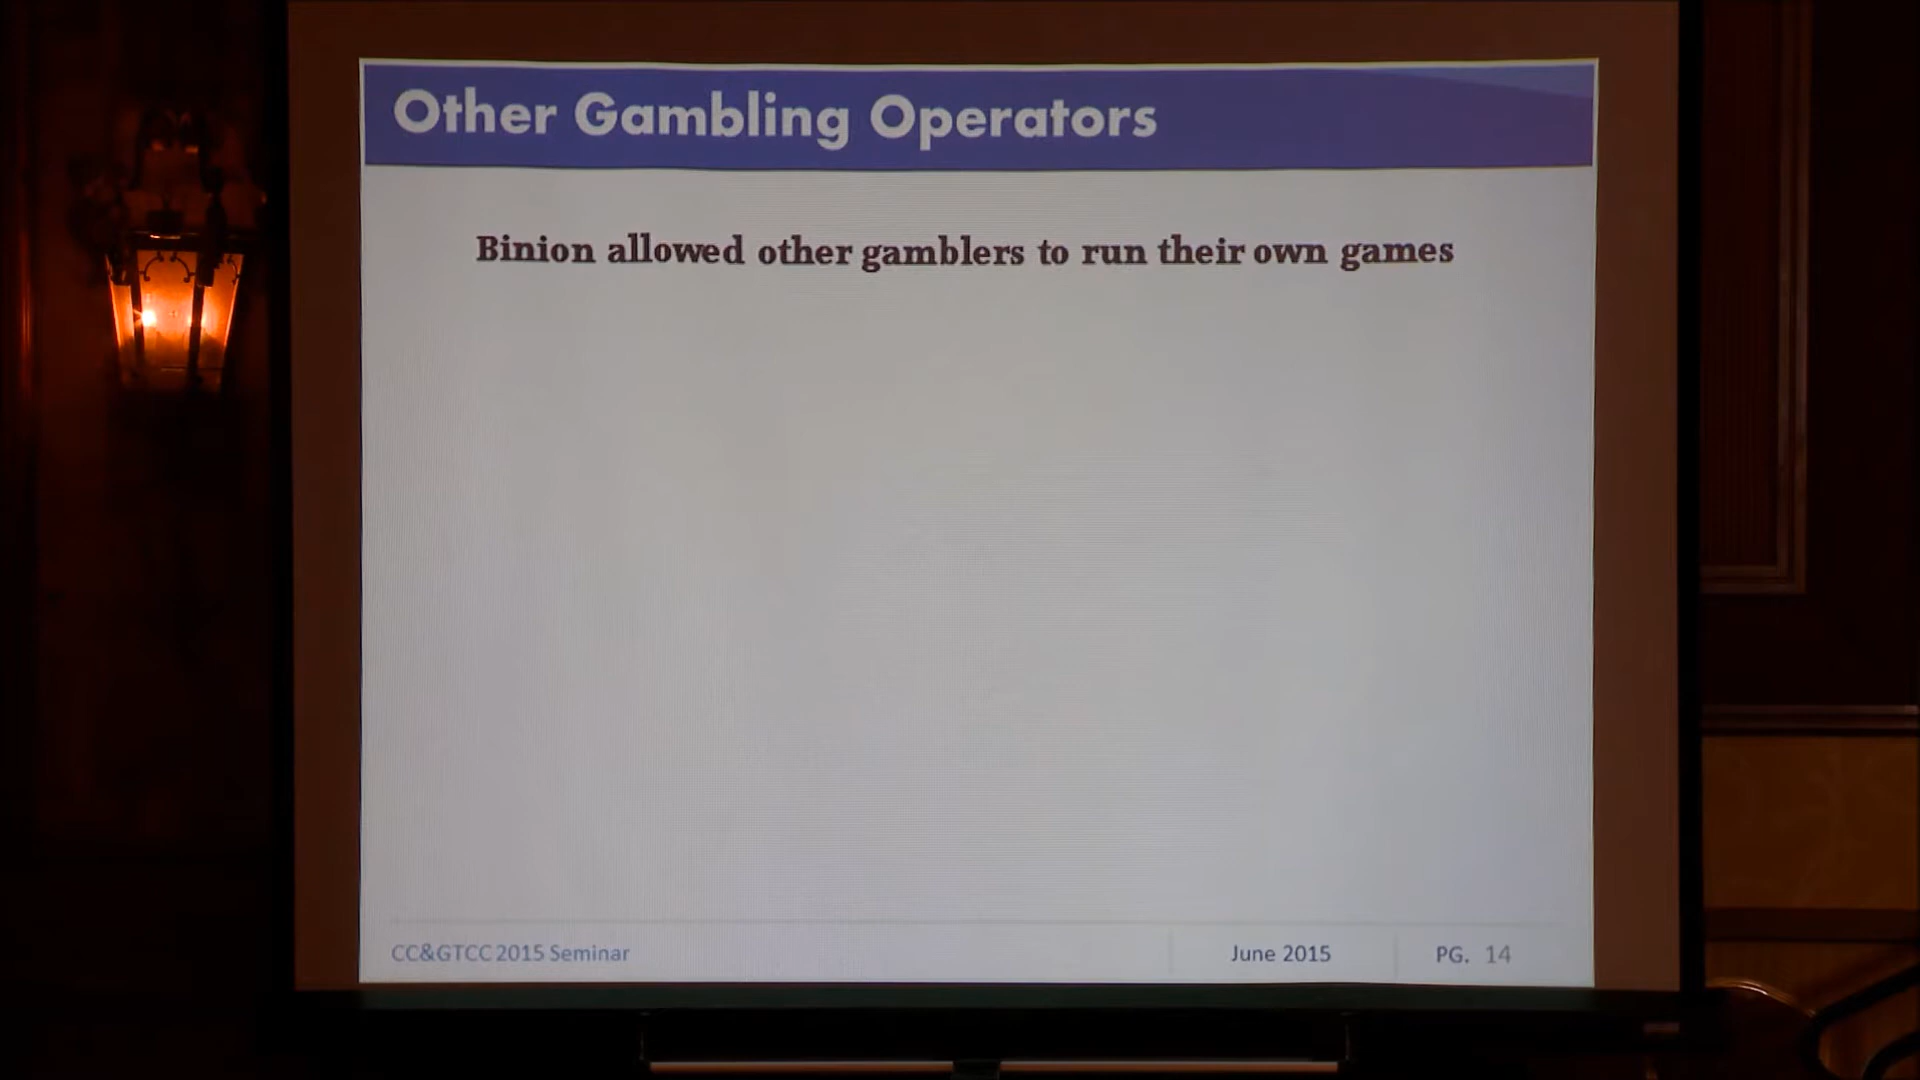 Other Gambling Operators
Binion allowed other gamblers to run their own games
CC&GTCC 2015 Seminar
June 2015
PG. 14